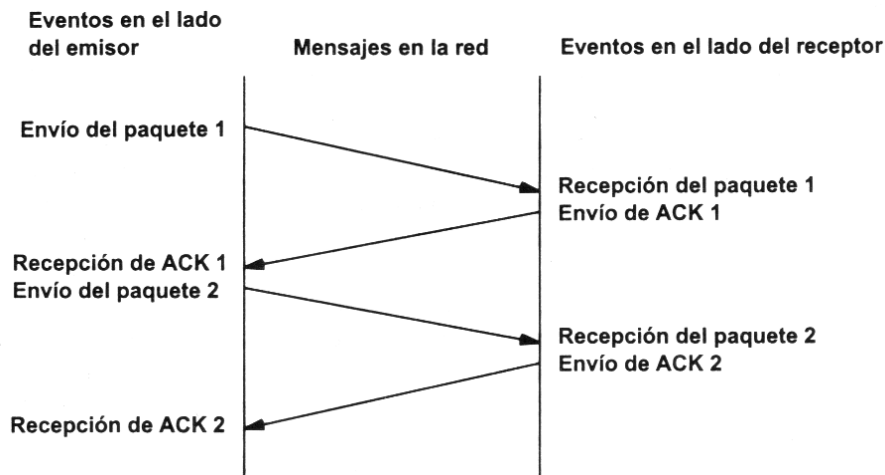 Eventos en el lado
del emisor
Mensajes en la red
Eventos en el lado del receptor
Envío del paquete 1
Recepción del paquete 1
Envío de ACK 1
Recepción de ACK 1
Envío del paquete 2
Recepción del paquete 2
Envío de ACK 2
Recepción de ACK 2